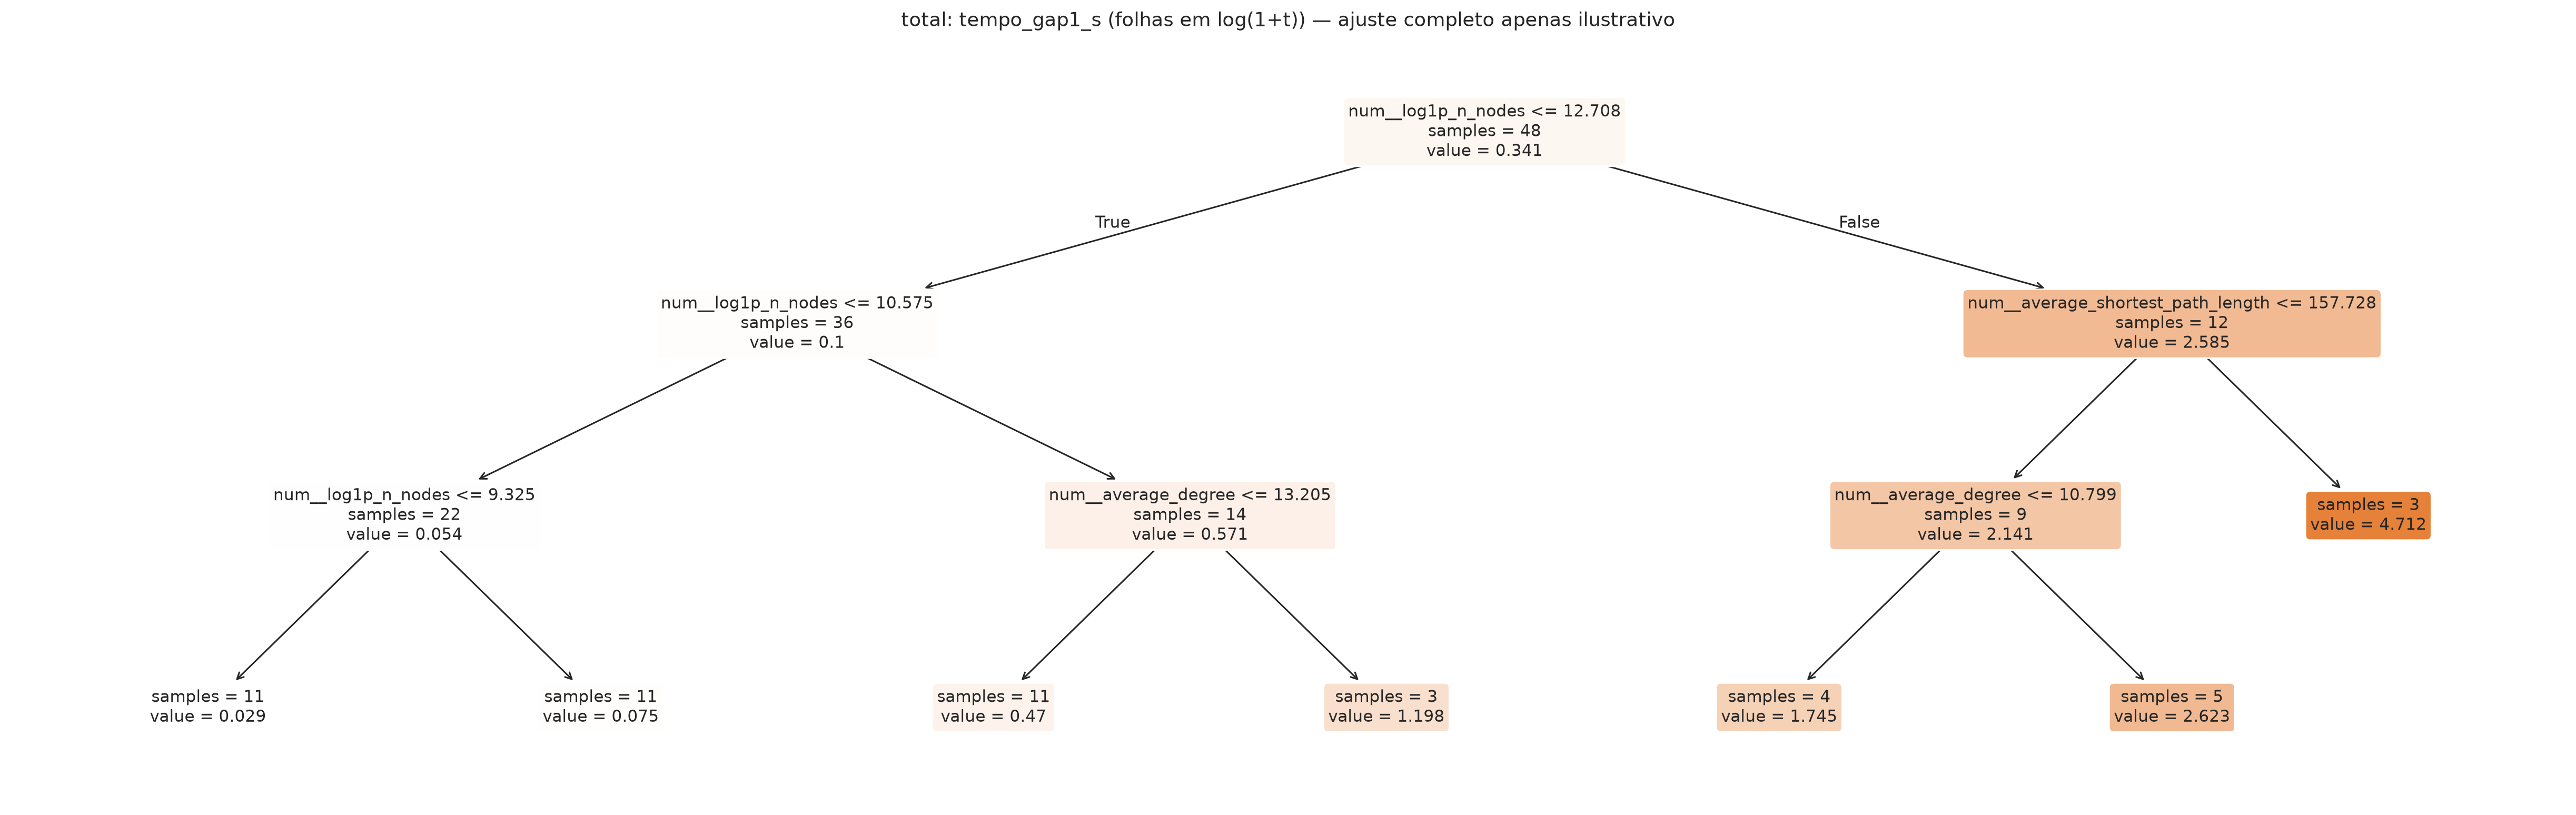 total: tempo_gap1_s (folhas em log(1+t)) — ajuste completo apenas ilustrativo
num__log1p_n_nodes <= 12.708
samples = 48
value = 0.341
True
False
num__log1p_n_nodes <= 10.575
samples = 36
value = 0.1
num__average_shortest_path_length <= 157.728
samples = 12
value = 2.585
num__log1p_n_nodes <= 9.325
samples = 22
value = 0.054
num__average_degree <= 13.205
samples = 14
value = 0.571
num__average_degree <= 10.799
samples = 9
value = 2.141
samples = 3
value = 4.712
samples = 11
value = 0.029
samples = 11
value = 0.075
samples = 11
value = 0.47
samples = 3
value = 1.198
samples = 4
value = 1.745
samples = 5
value = 2.623